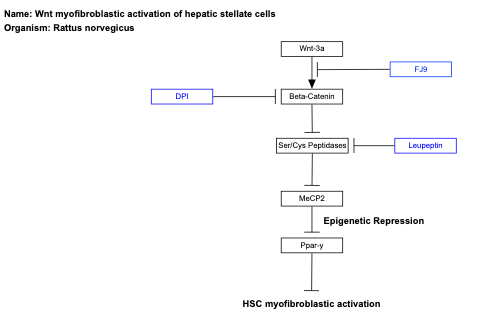 Name: Wnt myofibroblastic activation of hepatic stellate cells
Organism: Rattus norvegicus
Wnt-3a
FJ9
DPI
Beta-Catenin
Ser/Cys Peptidases
Leupeptin
MeCP2
Epigenetic Repression
Ppar-y
HSC myofibroblastic activation